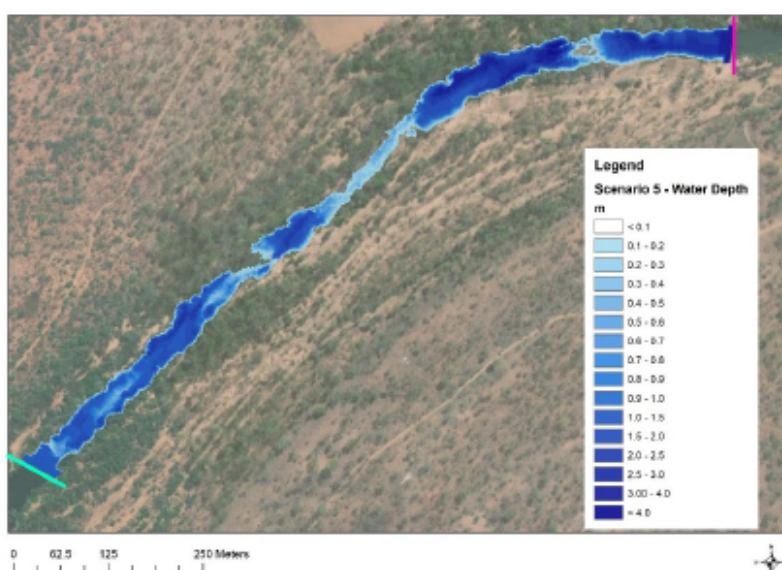 Legend
Scenario 5 - Water Depth
m
< 0.1
0.1 - 0.2
0.2 - 0.3
0.3 - 0.4
0.4 - 0.5
0.5 - 0.6
0.6 - 0.7
0.7 - 0.8
0.8 - 0.9
0.9 - 1.0
1.0 - 1.5
1.5 - 2.0
2.0 - 2.5
2.5 - 3.0
3.00 - 4.0
= 4.0
0 62.5 125 250 Meters